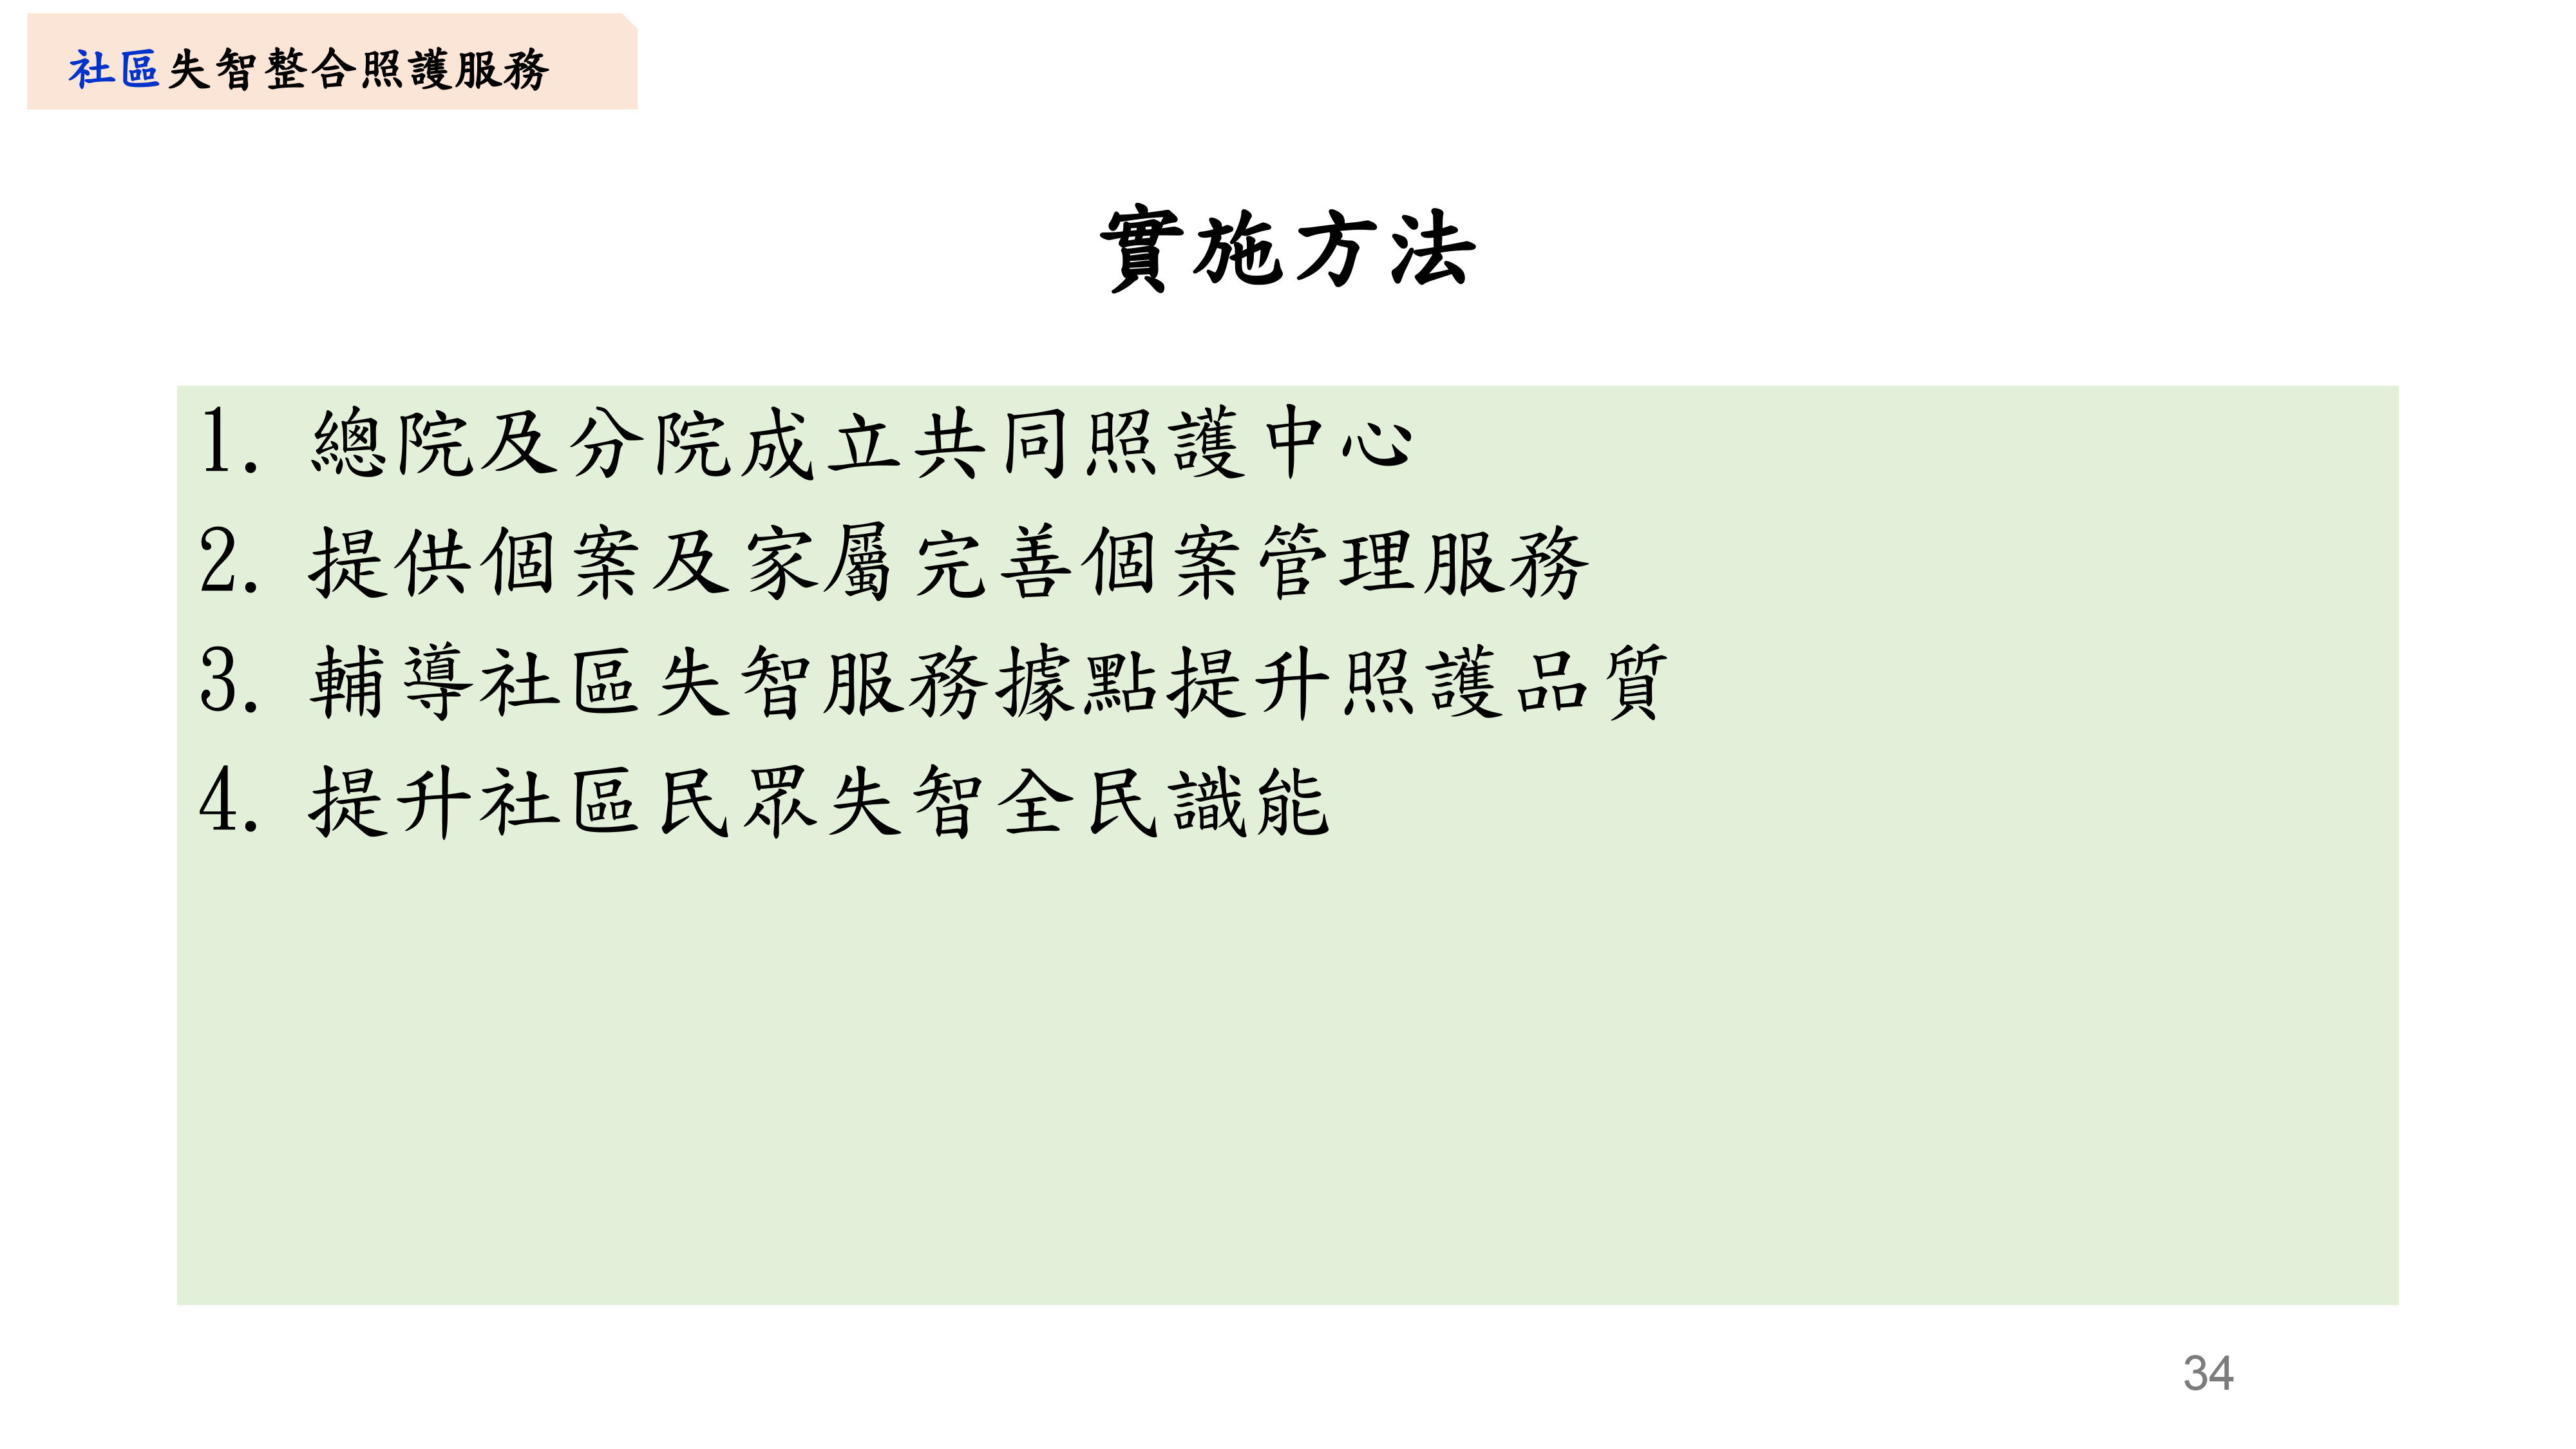 社區失智整合照護服務
實施方法
1. 總院及分院成立共同照護中心
2. 提供個案及家屬完善個案管理服務
3. 輔導社區失智服務據點提升照護品質
4. 提升社區民眾失智全民識能
34